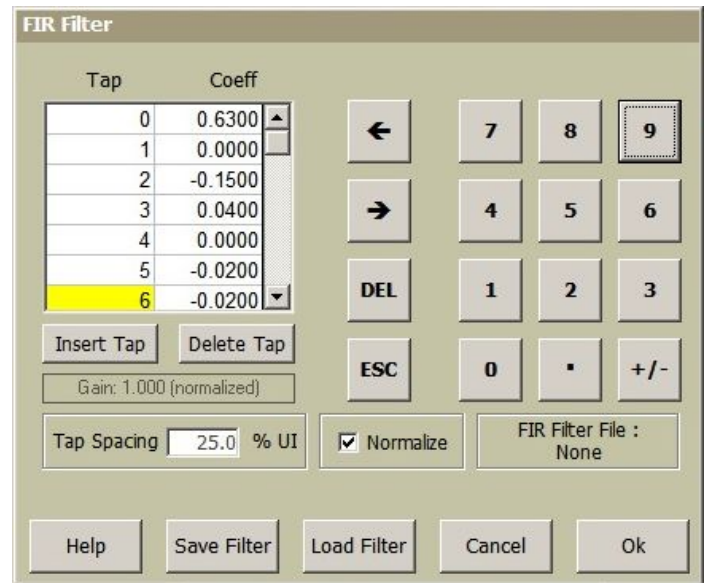 FIR Filter
Tap Coeff
0 0.6300
1 0.0000
2 -0.1500
3 0.0400
4 0.0000
5 -0.0200
6 -0.0200
Insert Tap Delete Tap
Gain: 1.000 (normalized)
← 7 8 9
→ 4 5 6
DEL 1 2 3
ESC 0 . +/-
Tap Spacing 25.0 % UI
Normalize
FIR Filter File :
None
Help Save Filter Load Filter Cancel Ok